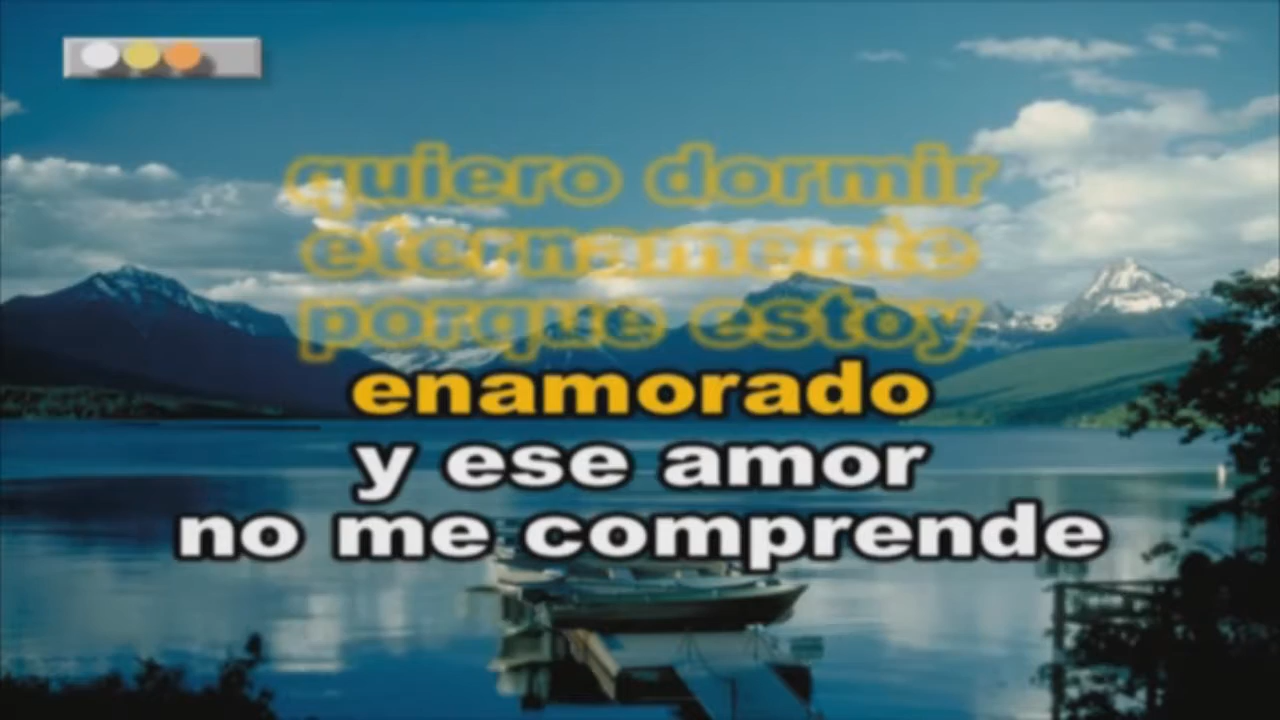 quiero dormir
eternamente
porque estoy
enamorado
y ese amor
no me comprende